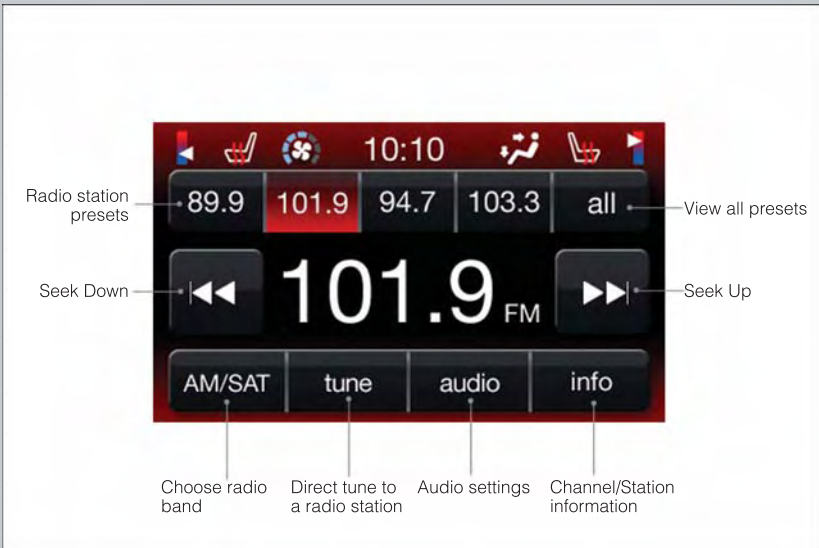 10:10
Radio station
presets
89.9 101.9 94.7 103.3 all
View all presets
Seek Down
101.9 FM
Seek Up
AM/SAT tune audio info
Choose radio
band
Direct tune to
a radio station
Audio settings
Channel/Station
information